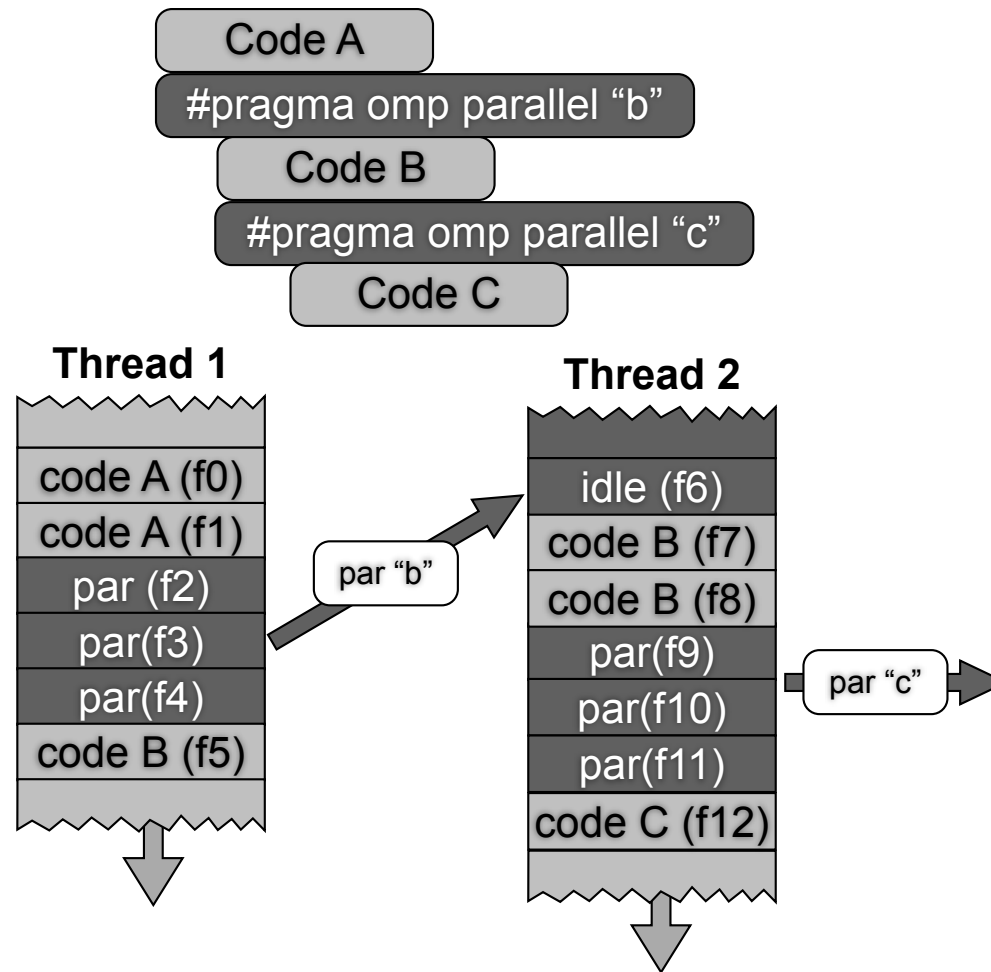 Code A
#pragma omp parallel “b”
Code B
#pragma omp parallel “c”
Code C
Thread 1
code A (f0)
code A (f1)
par (f2)
par(f3)
par(f4)
code B (f5)
par “b”
Thread 2
idle (f6)
code B (f7)
code B (f8)
par(f9)
par(f10)
par(f11)
code C (f12)
par “c”